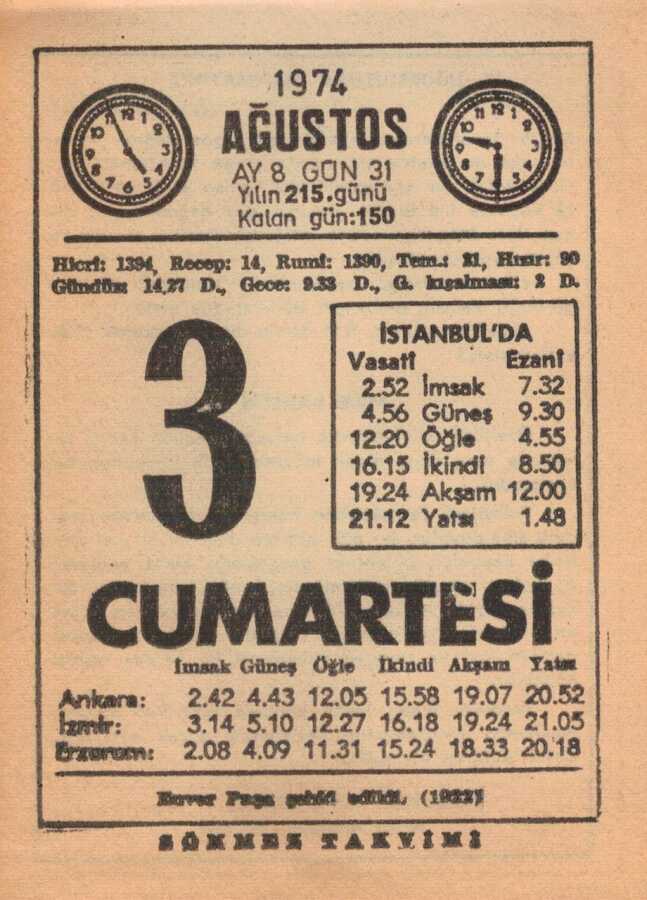 1974
AĞUSTOS
AY 8 GÜN 31
Yılın 215.günü
Kalan gün:150
Hicrî: 1394, Recep: 14, Rumî: 1390, Tem.: 21, Hızır: 90
Gündüz 14.27 D., Gece: 9.33 D., G. kısalması: 2 D.
3
İSTANBUL'DA
Vasatî Ezanî
2.52 İmsak 7.32
4.56 Güneş 9.30
12.20 Öğle 4.55
16.15 İkindi 8.50
19.24 Akşam 12.00
21.12 Yatsı 1.48
CUMARTESİ
İmsak Güneş Öğle İkindi Akşam Yatsı
Ankara: 2.42 4.43 12.05 15.58 19.07 20.52
İzmir: 3.14 5.10 12.27 16.18 19.24 21.05
Erzurum: 2.08 4.09 11.31 15.24 18.33 20.18
Enver Paşa şehid edildi. (1922)
SÖNMEZ TAKVİMİ